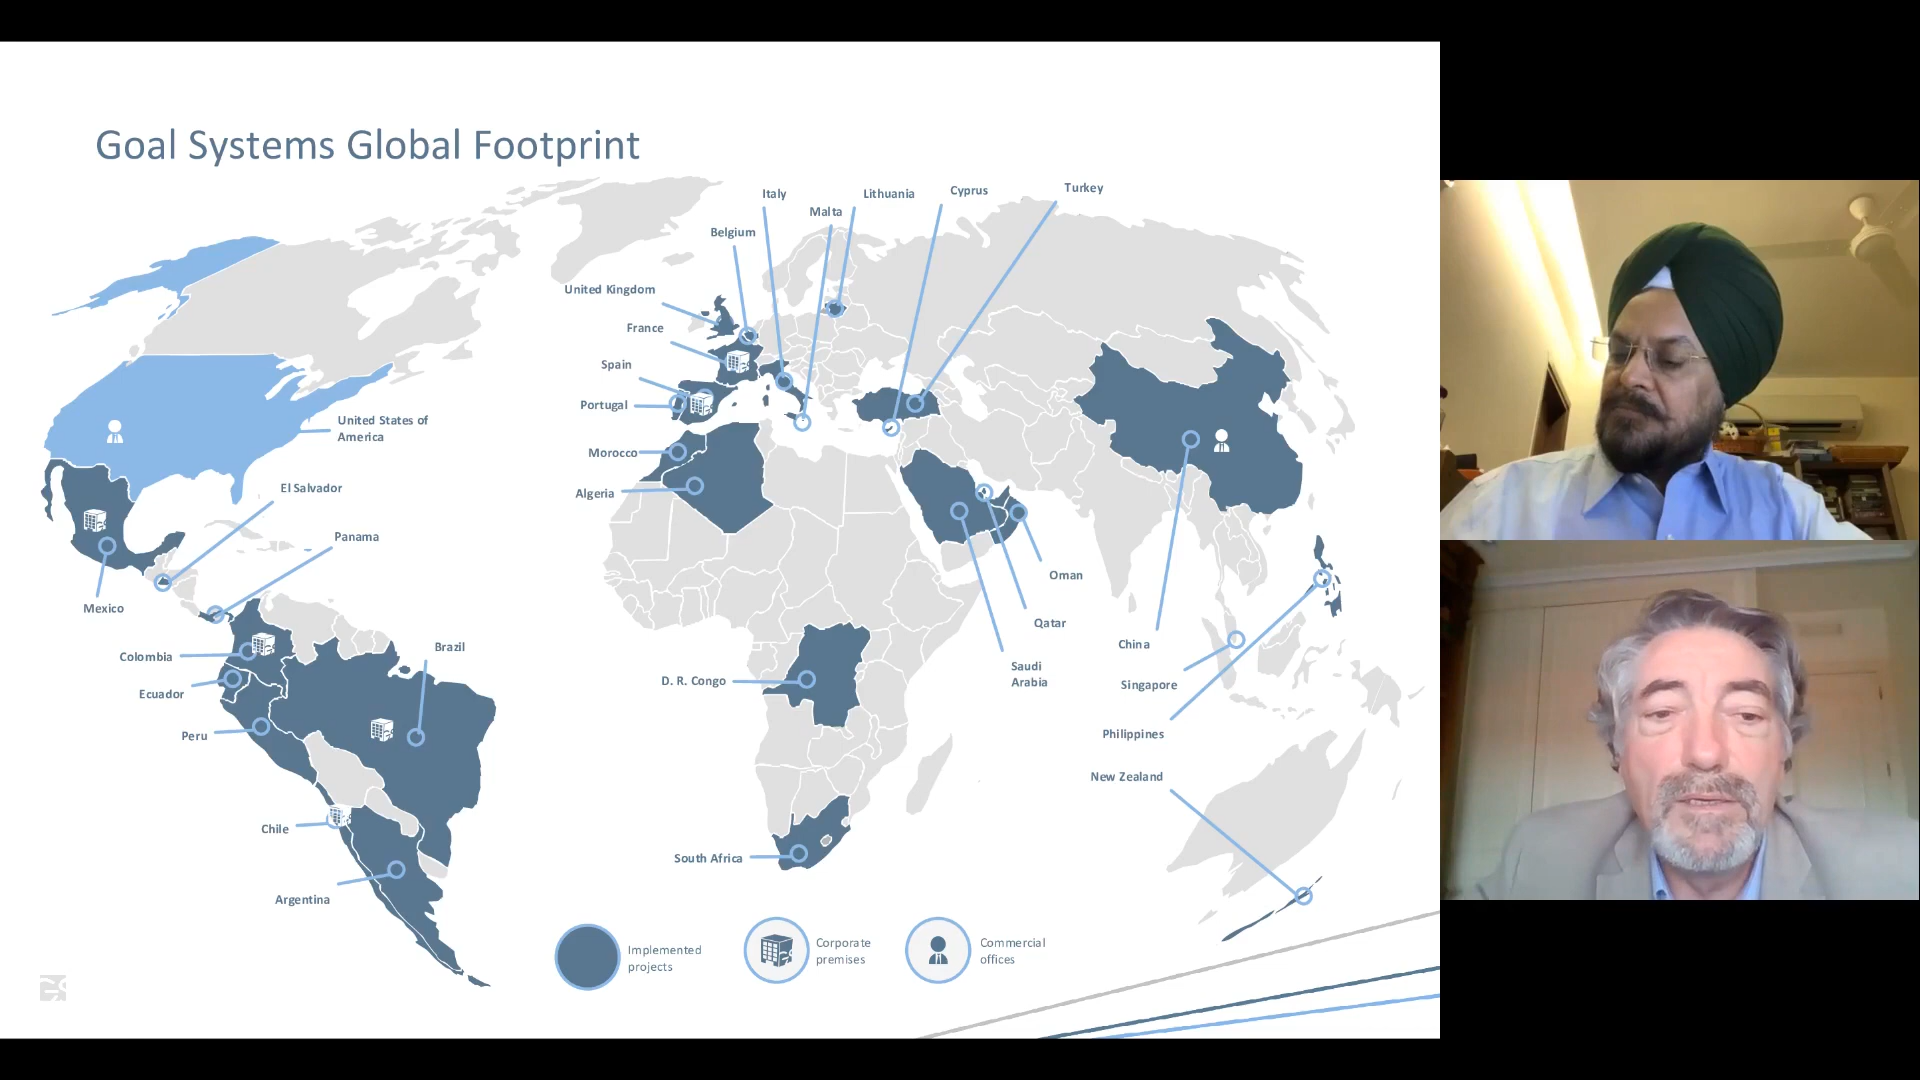 Goal Systems Global Footprint
Italy
Lithuania
Cyprus
Turkey
Malta
Belgium
United Kingdom
France
Spain
Portugal
Morocco
Algeria
United States of
America
El Salvador
Panama
Mexico
Colombia
Ecuador
Peru
Brazil
Chile
Argentina
D. R. Congo
South Africa
Oman
Qatar
Saudi
Arabia
China
Singapore
Philippines
New Zealand
Implemented
projects
Corporate
premises
Commercial
offices